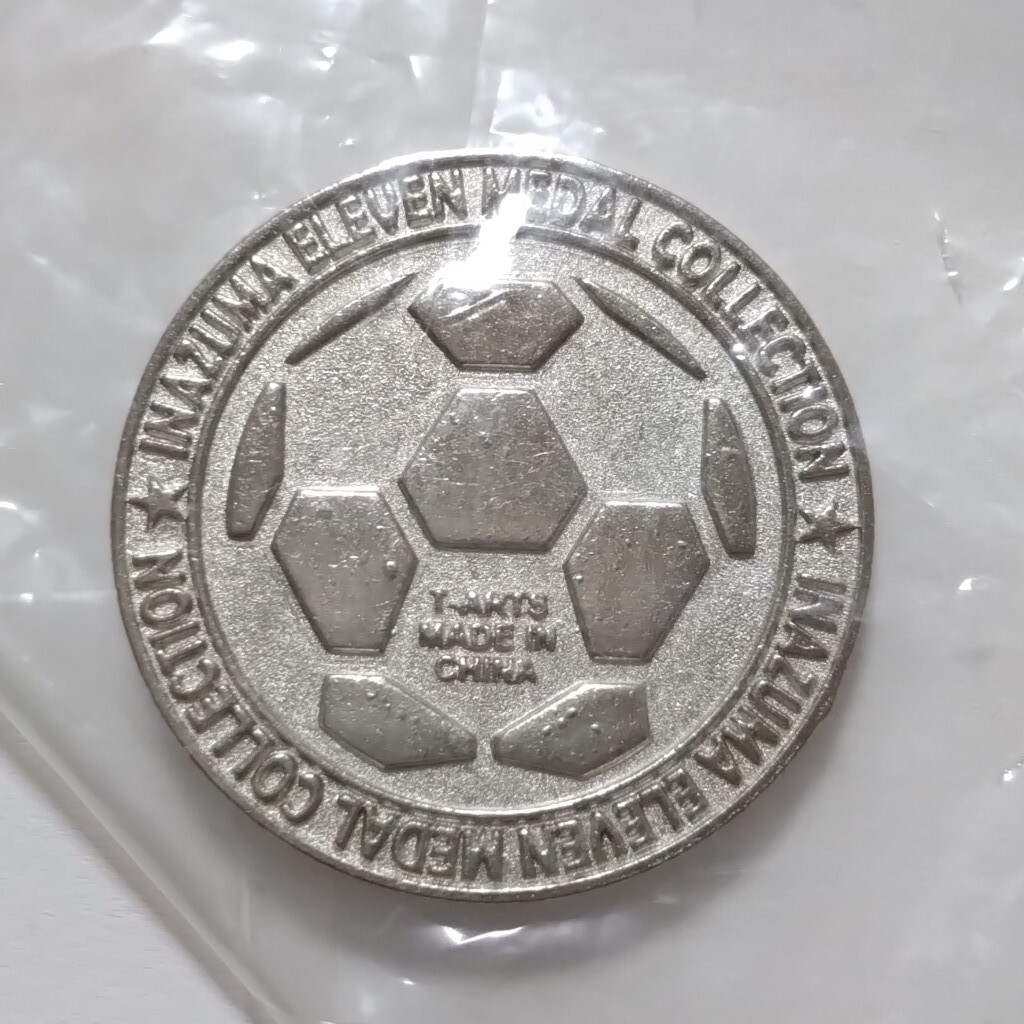 ★ INAZUMA ELEVEN MEDAL COLLECTION
★ INAZUMA ELEVEN MEDAL COLLECTION
T-ARTS
MADE IN
CHINA